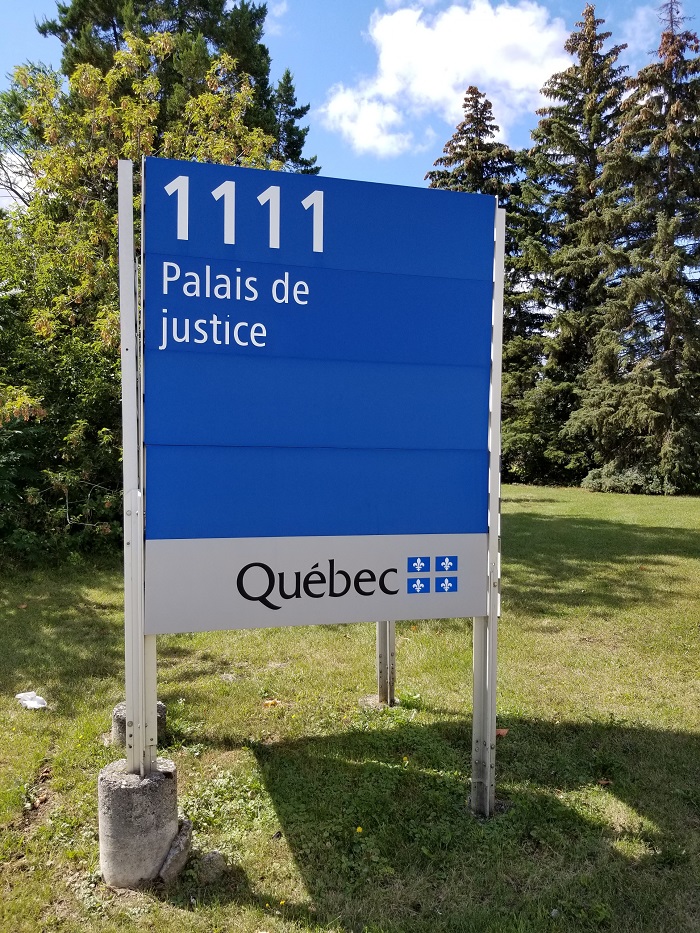 1111
Palais de
justice
Québec